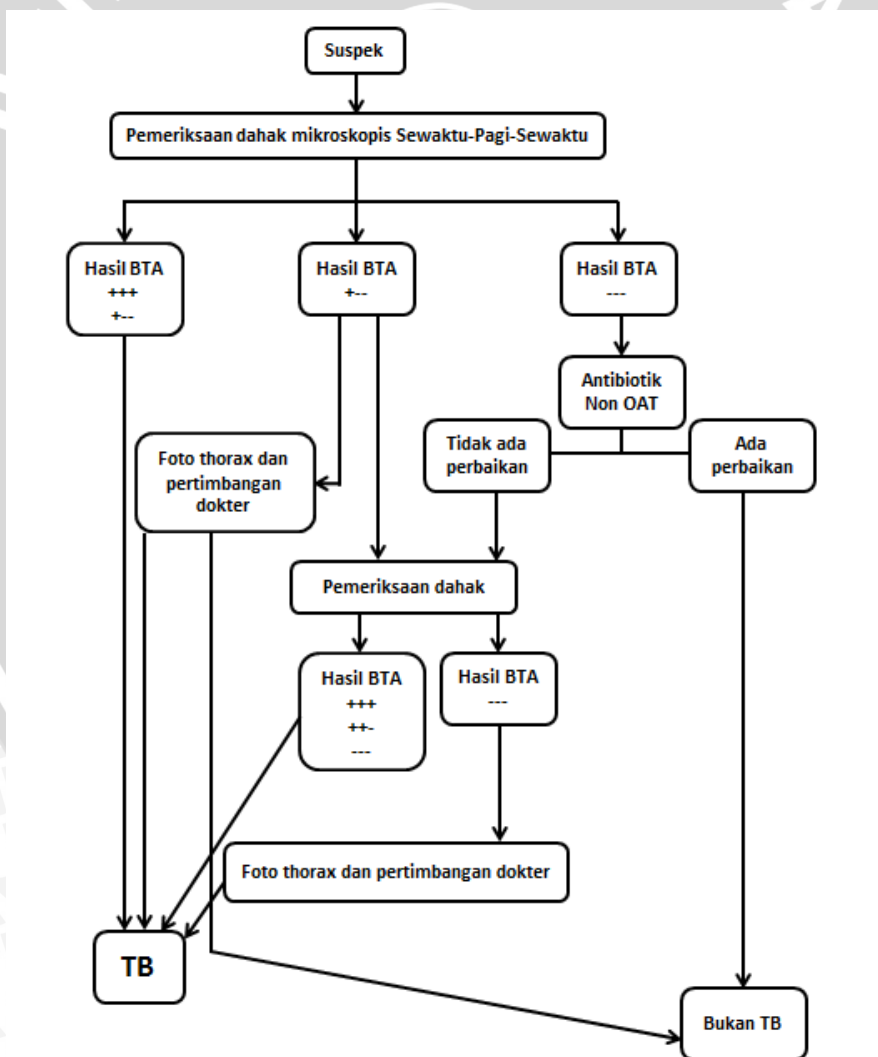 Suspek
Pemeriksaan dahak mikroskopis Sewaktu-Pagi-Sewaktu
Hasil BTA
+++
+--
Hasil BTA
+--
Hasil BTA
---
Antibiotik
Non OAT
Foto thorax dan
pertimbangan
dokter
Tidak ada
perbaikan
Ada
perbaikan
Pemeriksaan dahak
Hasil BTA
+++
++-
---
Hasil BTA
---
Foto thorax dan pertimbangan dokter
TB
Bukan TB